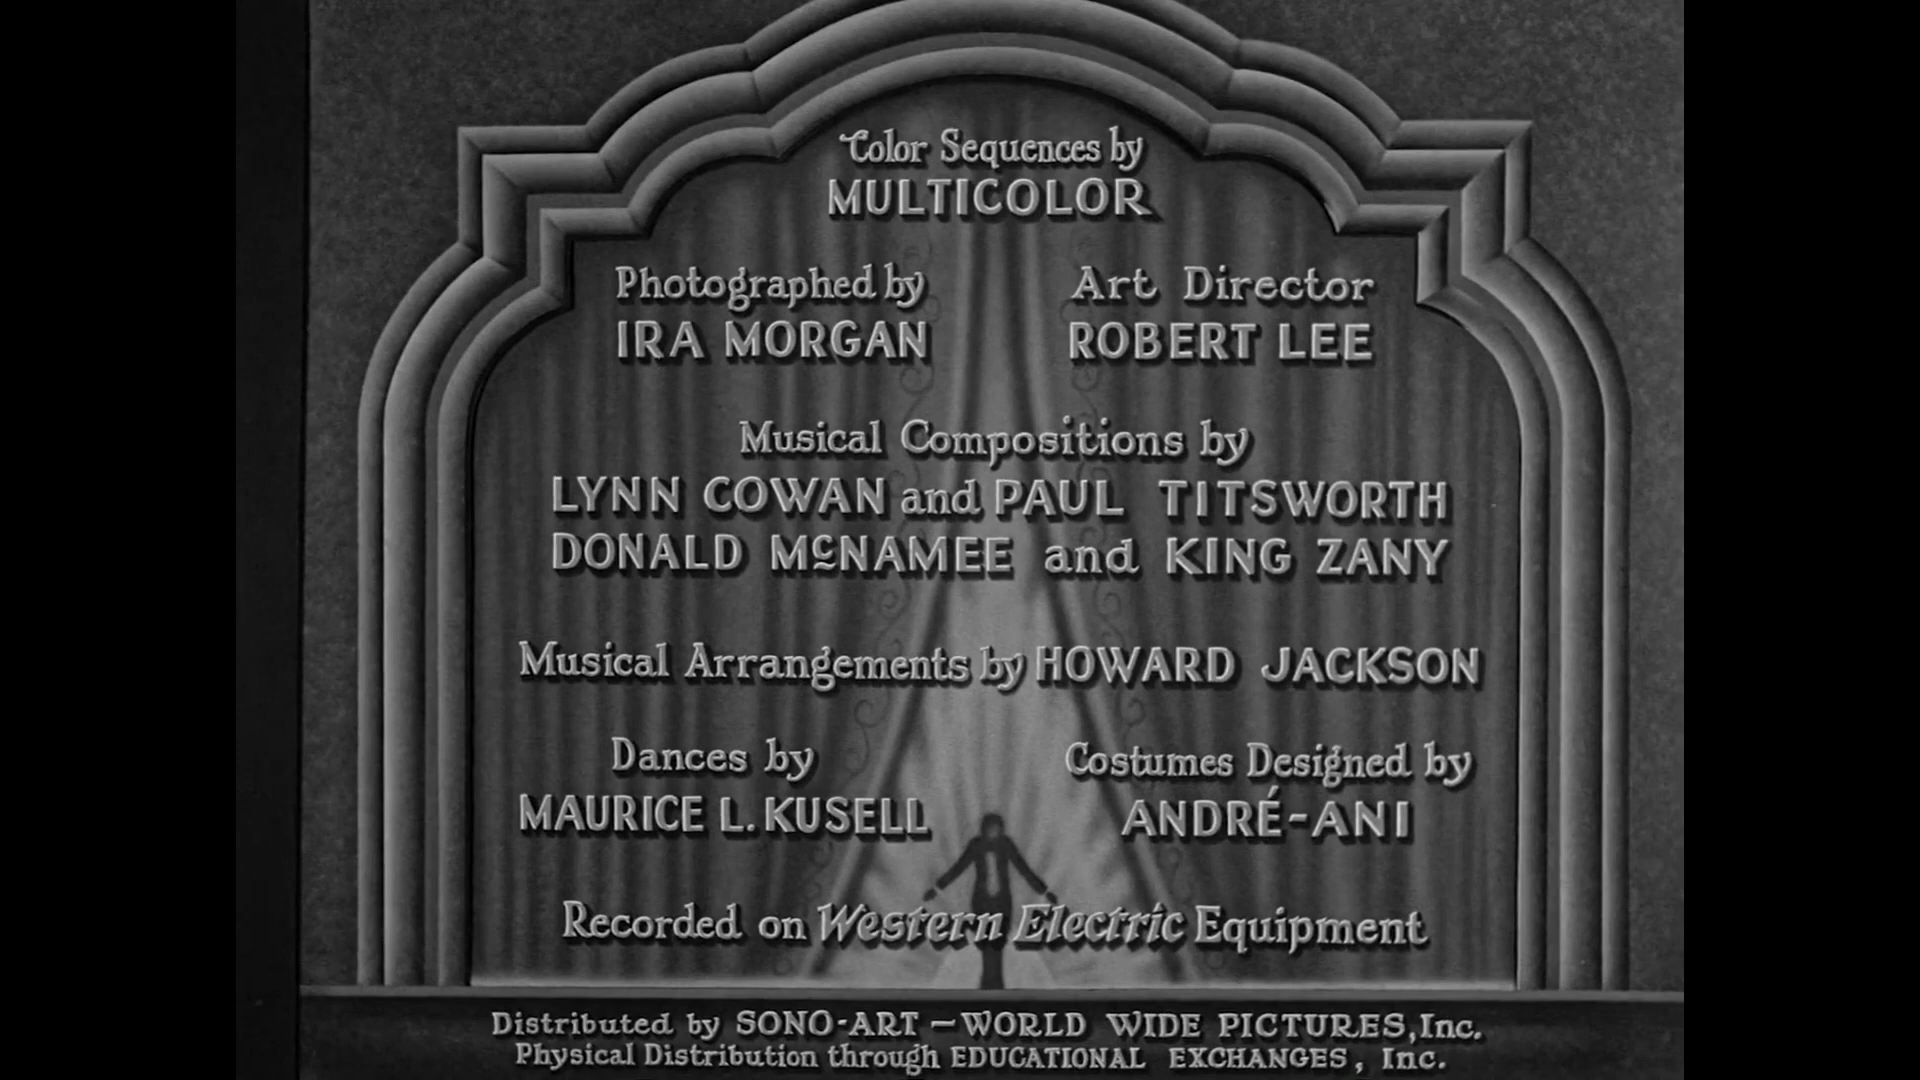 Color Sequences by
MULTICOLOR
Photographed by
IRA MORGAN
Art Director
ROBERT LEE
Musical Compositions by
LYNN COWAN and PAUL TITSWORTH
DONALD McNAMEE and KING ZANY
Musical Arrangements by HOWARD JACKSON
Dances by
MAURICE L. KUSELL
Costumes Designed by
ANDRÉ-ANI
Recorded on Western Electric Equipment
Distributed by SONO-ART — WORLD WIDE PICTURES, Inc.
Physical Distribution through EDUCATIONAL EXCHANGES, Inc.